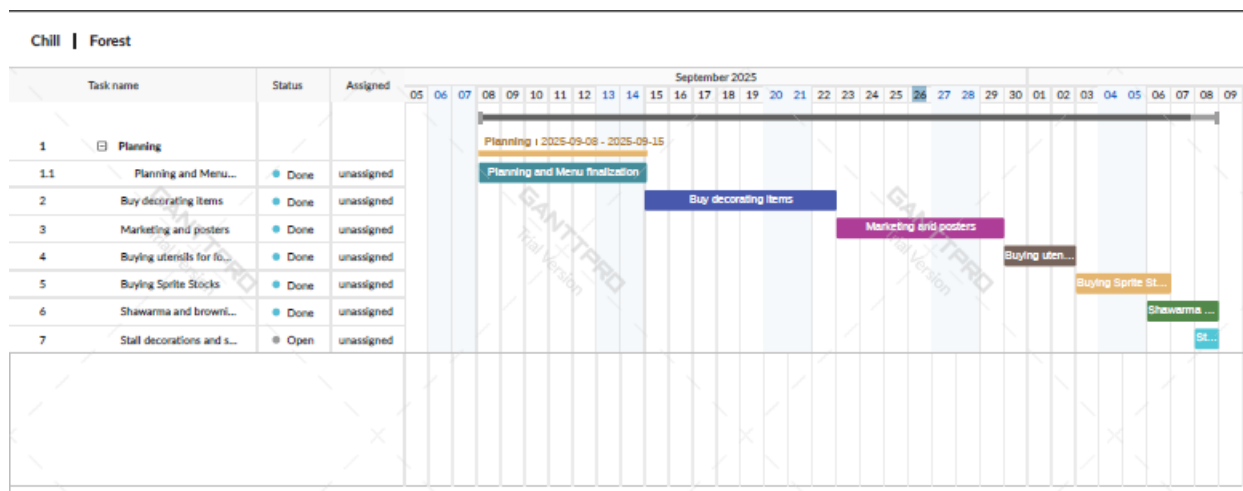 Chill | Forest
Task name Status Assigned September 2025
05 06 07 08 09 10 11 12 13 14 15 16 17 18 19 20 21 22 23 24 25 26 27 28 29 30 01 02 03 04 05 06 07 08 09
1 Planning Planning : 2025-09-08 - 2025-09-15
1.1 Planning and Menu... Done unassigned Planning and Menu finalization
2 Buy decorating items Done unassigned Buy decorating items
3 Marketing and posters Done unassigned Marketing and posters
4 Buying utensils for fo... Done unassigned Buying uten...
5 Buying Sprite Stocks Done unassigned Buying Sprite St...
6 Shawarma and browni... Done unassigned Shawarma ...
7 Stall decorations and s... Open unassigned St...
GANTTPRO
Trial Version
GANTTPRO
Trial Version
GANTTPRO
Trial Version